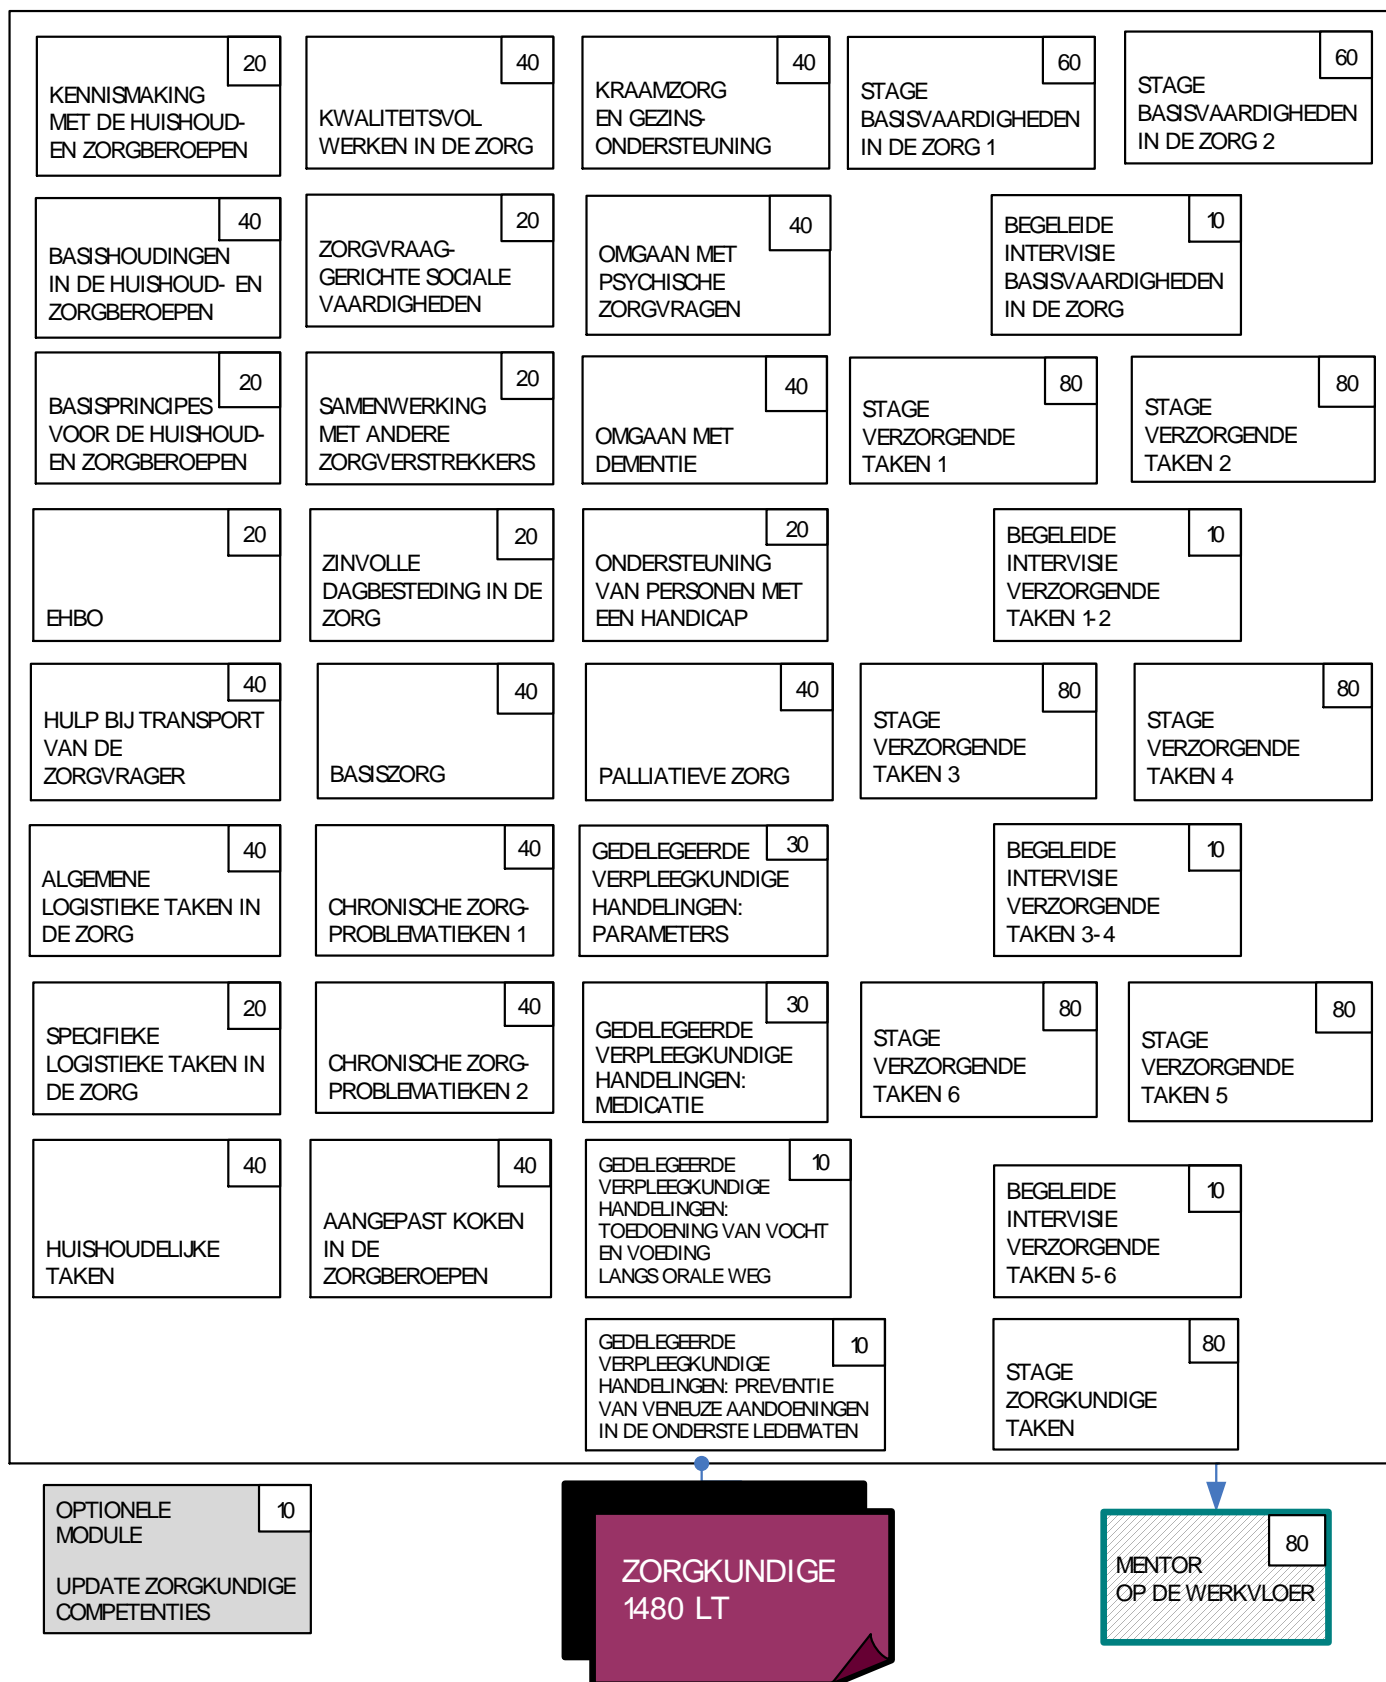 20
KENNISMAKING
MET DE HUISHOUD-
EN ZORGBEROEPEN
40
KWALITEITSVOL
WERKEN IN DE ZORG
40
KRAAMZORG
EN GEZINS-
ONDERSTEUNING
60
STAGE
BASISVAARDIGHEDEN
IN DE ZORG 1
60
STAGE
BASISVAARDIGHEDEN
IN DE ZORG 2
40
BASISHOUDINGEN
IN DE HUISHOUD- EN
ZORGBEROEPEN
20
ZORGVRAAG-
GERICHTE SOCIALE
VAARDIGHEDEN
40
OMGAAN MET
PSYCHISCHE
ZORGVRAGEN
10
BEGELEIDE
INTERVISIE
BASISVAARDIGHEDEN
IN DE ZORG
20
BASISPRINCIPES
VOOR DE HUISHOUD-
EN ZORGBEROEPEN
20
SAMENWERKING
MET ANDERE
ZORGVERSTREKKERS
40
OMGAAN MET
DEMENTIE
80
STAGE
VERZORGENDE
TAKEN 1
80
STAGE
VERZORGENDE
TAKEN 2
20
EHBO
20
ZINVOLLE
DAGBESTEDING IN DE
ZORG
20
ONDERSTEUNING
VAN PERSONEN MET
EEN HANDICAP
10
BEGELEIDE
INTERVISIE
VERZORGENDE
TAKEN 1-2
40
HULP BIJ TRANSPORT
VAN DE
ZORGVRAGER
40
BASISZORG
40
PALLIATIEVE ZORG
80
STAGE
VERZORGENDE
TAKEN 3
80
STAGE
VERZORGENDE
TAKEN 4
40
ALGEMENE
LOGISTIEKE TAKEN IN
DE ZORG
40
CHRONISCHE ZORG-
PROBLEMATIEKEN 1
30
GEDELEGEERDE
VERPLEEGKUNDIGE
HANDELINGEN:
PARAMETERS
10
BEGELEIDE
INTERVISIE
VERZORGENDE
TAKEN 3-4
20
SPECIFIEKE
LOGISTIEKE TAKEN IN
DE ZORG
40
CHRONISCHE ZORG-
PROBLEMATIEKEN 2
30
GEDELEGEERDE
VERPLEEGKUNDIGE
HANDELINGEN:
MEDICATIE
80
STAGE
VERZORGENDE
TAKEN 6
80
STAGE
VERZORGENDE
TAKEN 5
40
HUISHOUDELIJKE
TAKEN
40
AANGEPAST KOKEN
IN DE
ZORGBEROEPEN
10
GEDELEGEERDE
VERPLEEGKUNDIGE
HANDELINGEN:
TOEDOENING VAN VOCHT
EN VOEDING
LANGS ORALE WEG
10
BEGELEIDE
INTERVISIE
VERZORGENDE
TAKEN 5-6
10
GEDELEGEERDE
VERPLEEGKUNDIGE
HANDELINGEN: PREVENTIE
VAN VENEUZE AANDOENINGEN
IN DE ONDERSTE LEDEMATEN
80
STAGE
ZORGKUNDIGE
TAKEN
10
OPTIONELE
MODULE
UPDATE ZORGKUNDIGE
COMPETENTIES
ZORGKUNDIGE
1480 LT
80
MENTOR
OP DE WERKVLOER